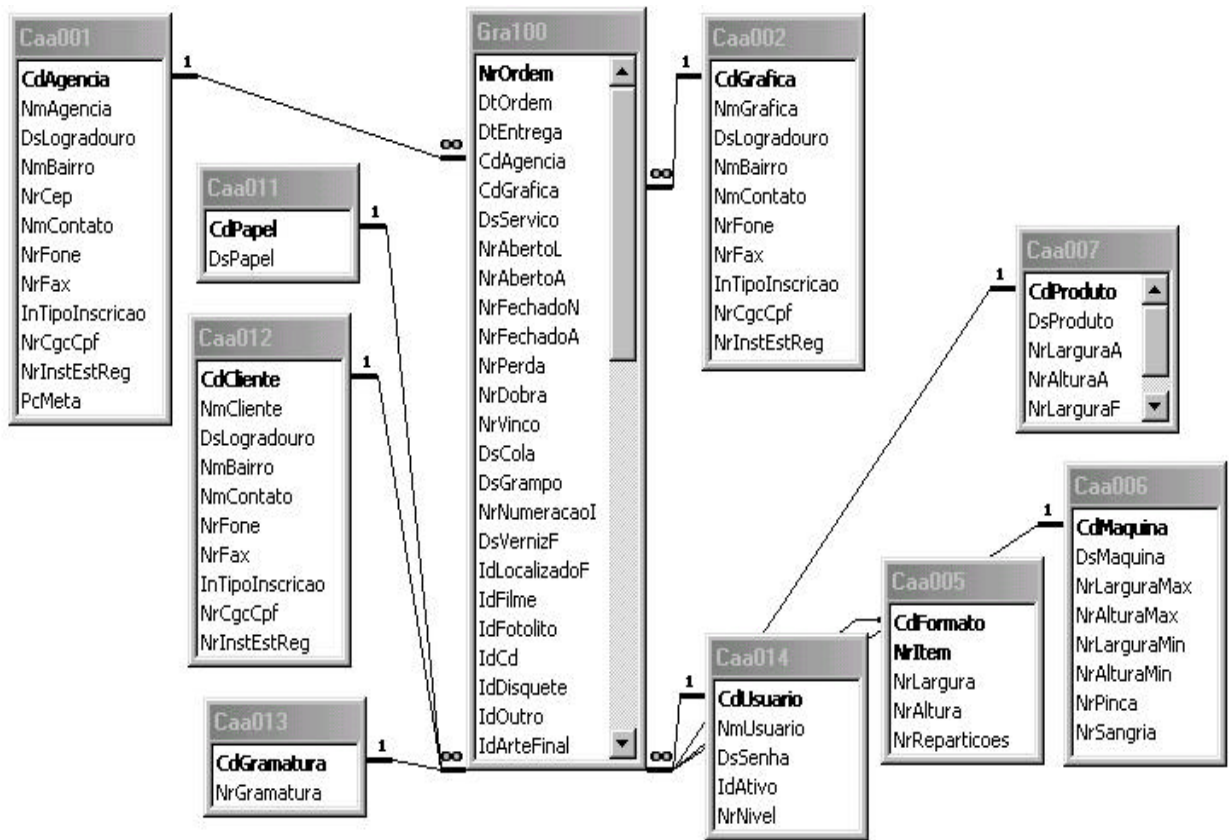 Caa001
CdAgencia
NmAgencia
DsLogradouro
NmBairro
NrCep
NmContato
NrFone
NrFax
InTipoInscricao
NrCgcCpf
NrInstEstReg
PcMeta
1
oo
Caa011
CdPapel
DsPapel
1
Caa012
CdCliente
NmCliente
DsLogradouro
NmBairro
NmContato
NrFone
NrFax
InTipoInscricao
NrCgcCpf
NrInstEstReg
1
Caa013
CdGramatura
NrGramatura
1
oo
Gra100
NrOrdem
DtOrdem
DtEntrega
CdAgencia
CdGrafica
DsServico
NrAbertoL
NrAbertoA
NrFechadoN
NrFechadoA
NrPerda
NrDobra
NrVinco
DsCola
DsGrampo
NrNumeracaoI
DsVernizF
IdLocalizadoF
IdFilme
IdFotolito
IdCd
IdDisquete
IdOutro
IdArteFinal
Caa002
CdGrafica
NmGrafica
DsLogradouro
NmBairro
NmContato
NrFone
NrFax
InTipoInscricao
NrCgcCpf
NrInstEstReg
1
oo
Caa014
CdUsuario
NmUsuario
DsSenha
IdAtivo
NrNivel
1
oo
Caa005
CdFormato
NrItem
NrLargura
NrAltura
NrReparticoes
Caa007
CdProduto
DsProduto
NrLarguraA
NrAlturaA
NrLarguraF
1
Caa006
CdMaquina
DsMaquina
NrLarguraMax
NrAlturaMax
NrLarguraMin
NrAlturaMin
NrPinca
NrSangria
1